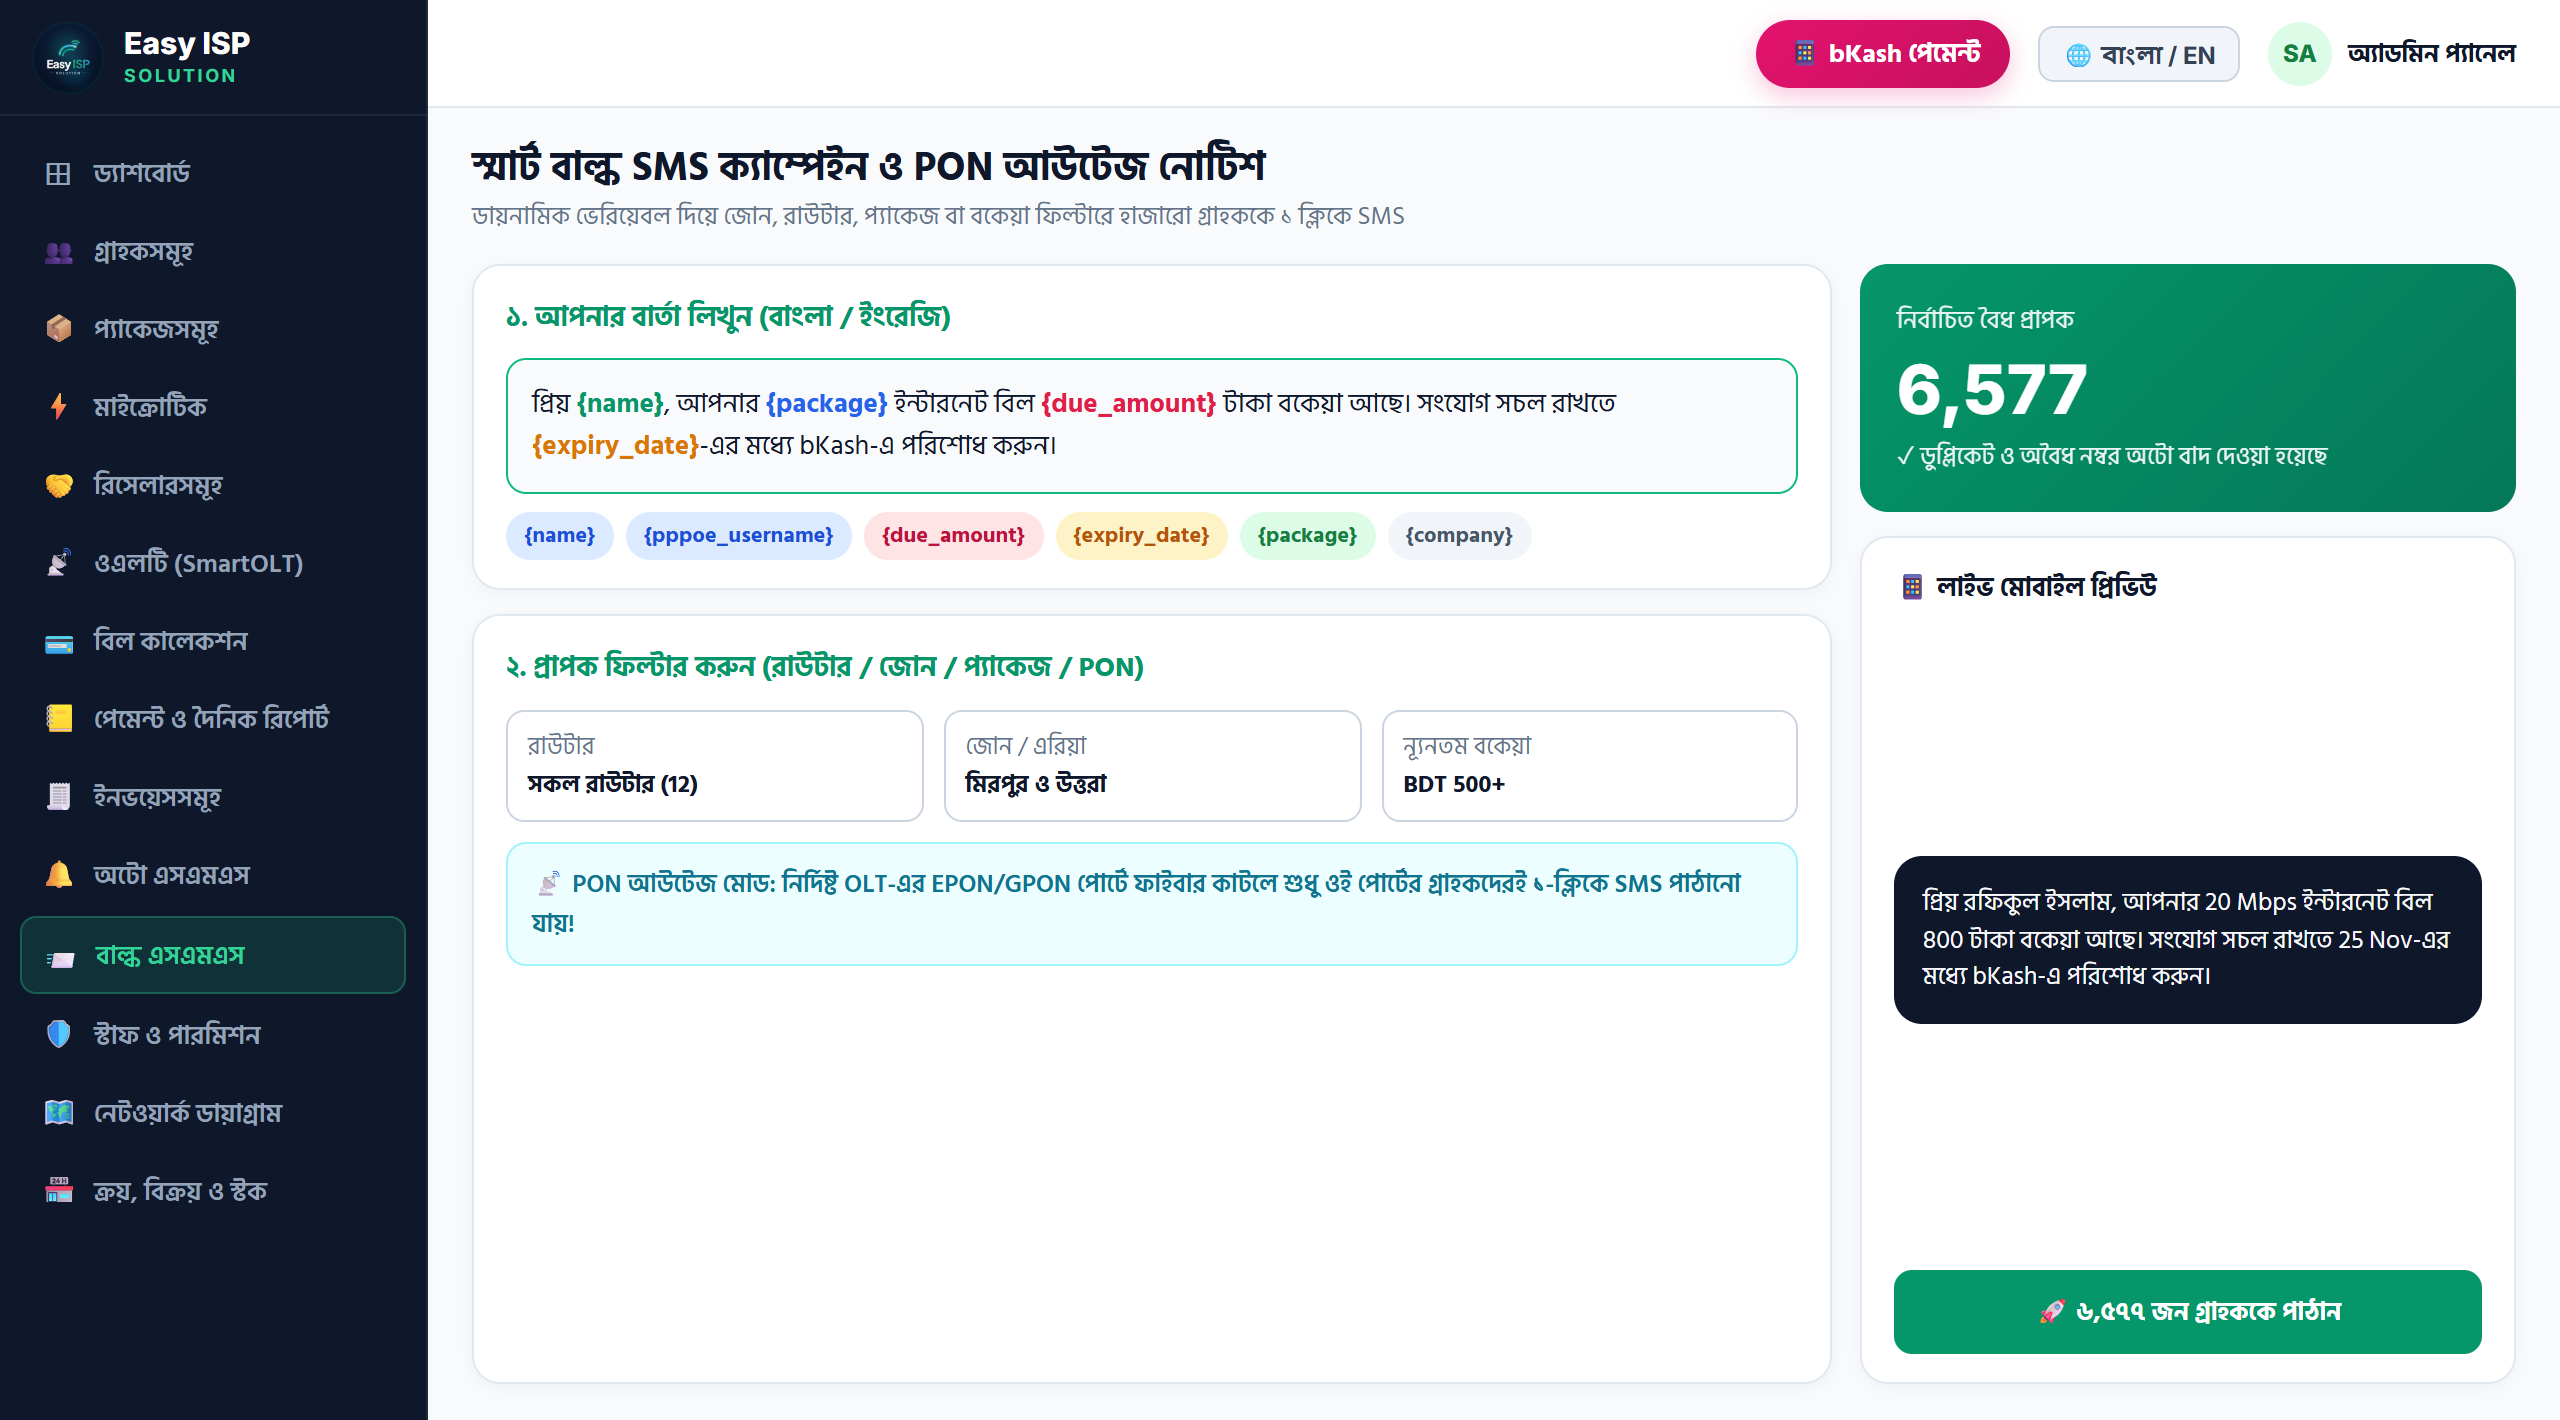 Easy ISP
SOLUTION
Easy ISP
SOLUTION
bKash পেমেন্ট
বাংলা / EN
SA
অ্যাডমিন প্যানেল
ড্যাশবোর্ড
গ্রাহকসমূহ
প্যাকেজসমূহ
মাইক্রোটিক
রিসেলারসমূহ
ওএলটি (SmartOLT)
বিল কালেকশন
পেমেন্ট ও দৈনিক রিপোর্ট
ইনভয়েসসমূহ
অটো এসএমএস
বাল্ক এসএমএস
স্টাফ ও পারমিশন
নেটওয়ার্ক ডায়াগ্রাম
ক্রয়, বিক্রয় ও স্টক
স্মার্ট বাল্ক SMS ক্যাম্পেইন ও PON আউটেজ নোটিশ
ডায়নামিক ভেরিয়েবল দিয়ে জোন, রাউটার, প্যাকেজ বা বকেয়া ফিল্টারে হাজারো গ্রাহককে ১ ক্লিকে SMS
১. আপনার বার্তা লিখুন (বাংলা / ইংরেজি)
প্রিয় {name}, আপনার {package} ইন্টারনেট বিল {due_amount} টাকা বকেয়া আছে। সংযোগ সচল রাখতে
{expiry_date}-এর মধ্যে bKash-এ পরিশোধ করুন।
{name} {pppoe_username} {due_amount} {expiry_date} {package} {company}
২. প্রাপক ফিল্টার করুন (রাউটার / জোন / প্যাকেজ / PON)
রাউটার
সকল রাউটার (12)
জোন / এরিয়া
মিরপুর ও উত্তরা
ন্যূনতম বকেয়া
BDT 500+
PON আউটেজ মোড: নির্দিষ্ট OLT-এর EPON/GPON পোর্টে ফাইবার কাটলে শুধু ওই পোর্টের গ্রাহকদেরই ১-ক্লিকে SMS পাঠানো
যায়!
নির্বাচিত বৈধ প্রাপক
6,577
✓ ডুপ্লিকেট ও অবৈধ নম্বর অটো বাদ দেওয়া হয়েছে
লাইভ মোবাইল প্রিভিউ
প্রিয় রফিকুল ইসলাম, আপনার 20 Mbps ইন্টারনেট বিল
800 টাকা বকেয়া আছে। সংযোগ সচল রাখতে 25 Nov-এর
মধ্যে bKash-এ পরিশোধ করুন।
৬,৫৭৭ জন গ্রাহককে পাঠান